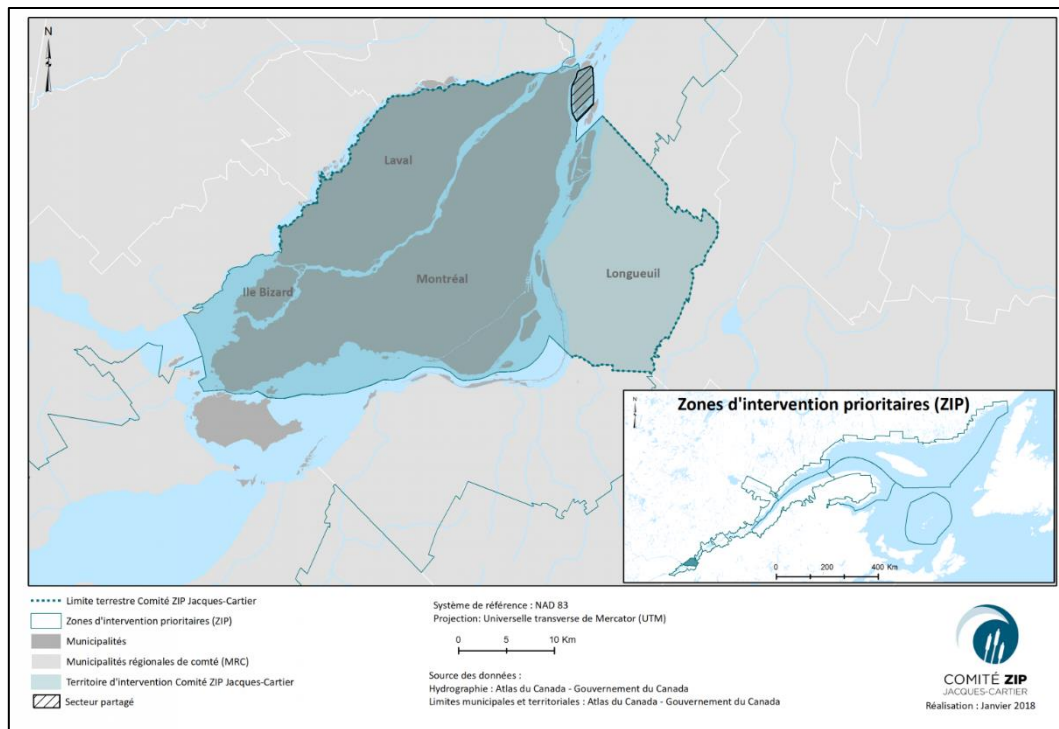 N
Laval
Ile Bizard
Montréal
Longueuil
Zones d'intervention prioritaires (ZIP)
N
0 200 400 Km
Limite terrestre Comité ZIP Jacques-Cartier
Zones d'intervention prioritaires (ZIP)
Municipalités
Municipalités régionales de comté (MRC)
Territoire d'intervention Comité ZIP Jacques-Cartier
Secteur partagé
Système de référence : NAD 83
Projection: Universelle transverse de Mercator (UTM)
0 5 10 Km
Source des données :
Hydrographie : Atlas du Canada - Gouvernement du Canada
Limites municipales et territoriales : Atlas du Canada - Gouvernement du Canada
COMITÉ ZIP
JACQUES-CARTIER
Réalisation : Janvier 2018